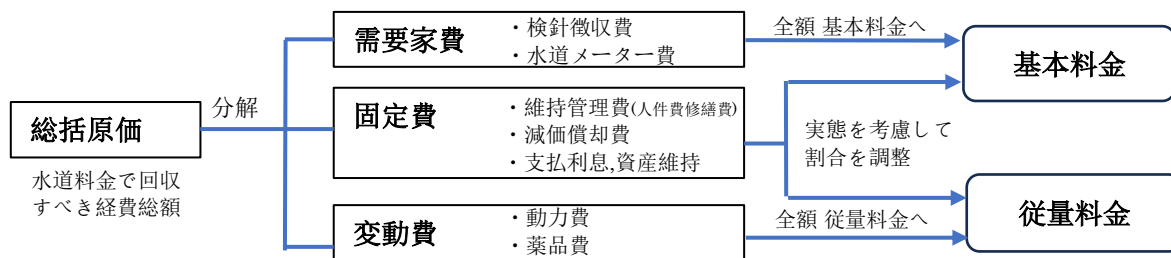 需要家費
・検針徴収費
・水道メーター費
全額 基本料金へ
基本料金
総括原価
分解
水道料金で回収
すべき経費総額
固定費
・維持管理費(人件費修繕費)
・減価償却費
・支払利息,資産維持
実態を考慮して
割合を調整
変動費
・動力費
・薬品費
全額 従量料金へ
従量料金